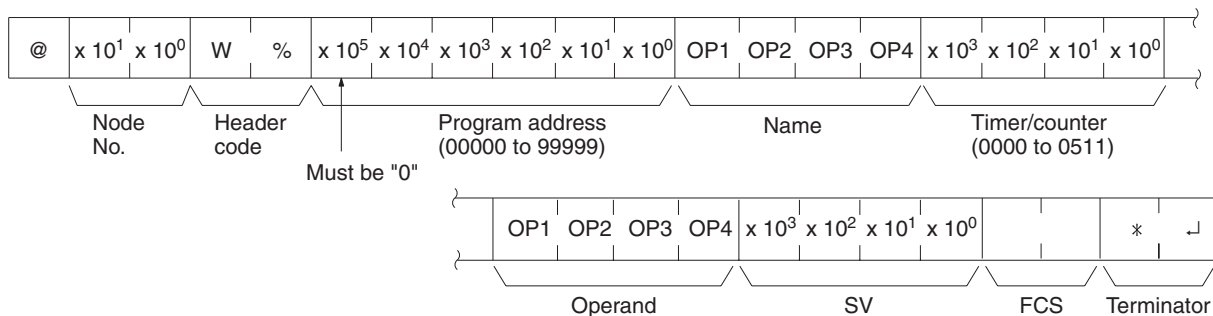 @ x 10¹ x 10⁰ W % x 10⁵ x 10⁴ x 10³ x 10² x 10¹ x 10⁰ OP1 OP2 OP3 OP4 x 10³ x 10² x 10¹ x 10⁰
Node No.
Header code
Program address (00000 to 99999)
Name
Timer/counter (0000 to 0511)
Must be "0"
OP1 OP2 OP3 OP4 x 10³ x 10² x 10¹ x 10⁰ * ↵
Operand SV FCS Terminator